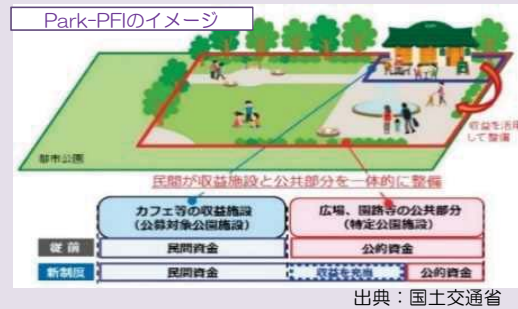 Park-PFIのイメージ
収益を活用
して整備
都市公園
民間が収益施設と公共部分を一体的に整備
カフェ等の収益施設
(公募対象公園施設)
広場、園路等の公共部分
(特定公園施設)
従前
民間資金
公的資金
新制度
民間資金
収益を充当
公的資金
出典：国土交通省